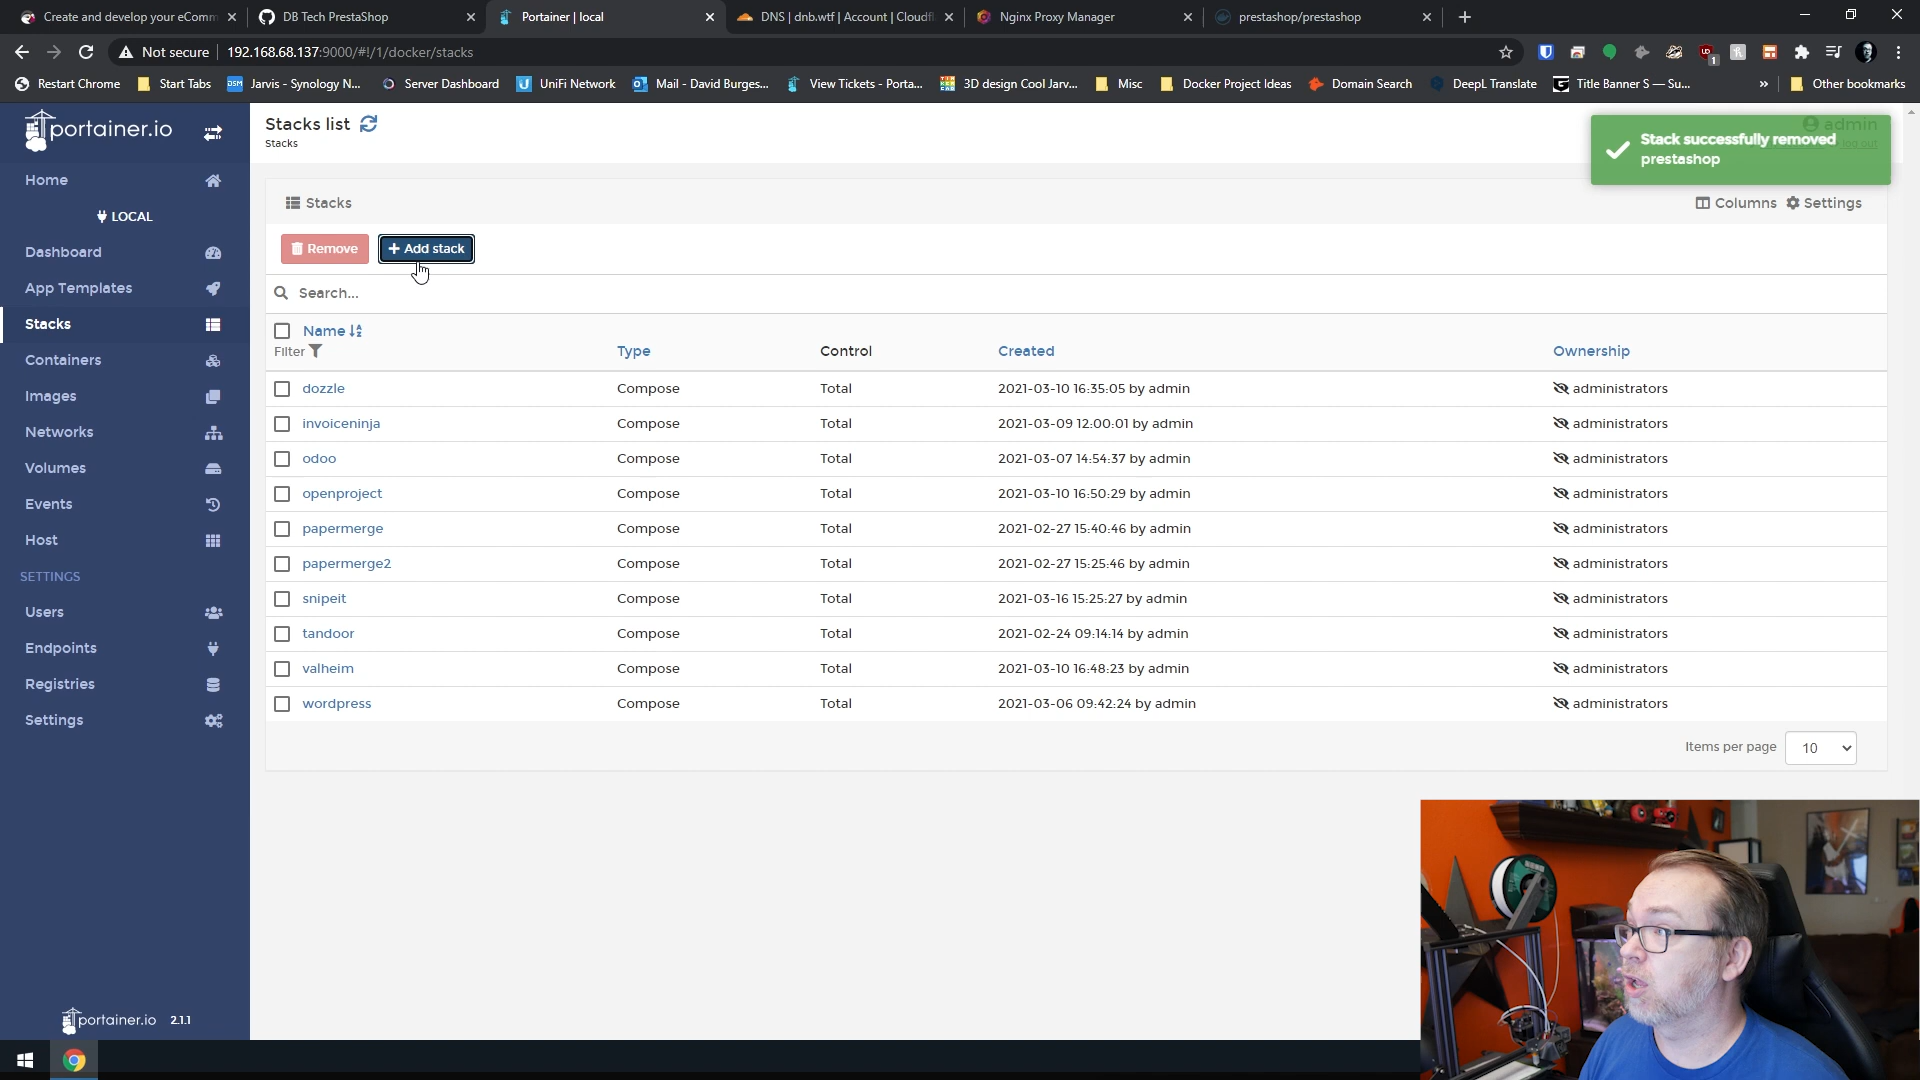 Create and develop your eComm
DB Tech PrestaShop
Portainer | local
DNS | dnb.wtf | Account | Cloudfl
Nginx Proxy Manager
prestashop/prestashop
Not secure
192.168.68.137:9000/#!/1/docker/stacks
Restart Chrome
Start Tabs
Jarvis - Synology N...
Server Dashboard
UniFi Network
Mail - David Burges...
View Tickets - Porta...
3D design Cool Jarv...
Misc
Docker Project Ideas
Domain Search
DeepL Translate
Title Banner S — Su...
»
Other bookmarks
portainer.io
Home
LOCAL
Dashboard
App Templates
Stacks
Containers
Images
Networks
Volumes
Events
Host
SETTINGS
Users
Endpoints
Registries
Settings
portainer.io 2.1.1
Stacks list
Stacks
admin
log out
Stack successfully removed
prestashop
Stacks
Columns Settings
Remove + Add stack
Search...
Name
Filter
Type Control Created Ownership
dozzle Compose Total 2021-03-10 16:35:05 by admin administrators
invoiceninja Compose Total 2021-03-09 12:00:01 by admin administrators
odoo Compose Total 2021-03-07 14:54:37 by admin administrators
openproject Compose Total 2021-03-10 16:50:29 by admin administrators
papermerge Compose Total 2021-02-27 15:40:46 by admin administrators
papermerge2 Compose Total 2021-02-27 15:25:46 by admin administrators
snipeit Compose Total 2021-03-16 15:25:27 by admin administrators
tandoor Compose Total 2021-02-24 09:14:14 by admin administrators
valheim Compose Total 2021-03-10 16:48:23 by admin administrators
wordpress Compose Total 2021-03-06 09:42:24 by admin administrators
Items per page 10